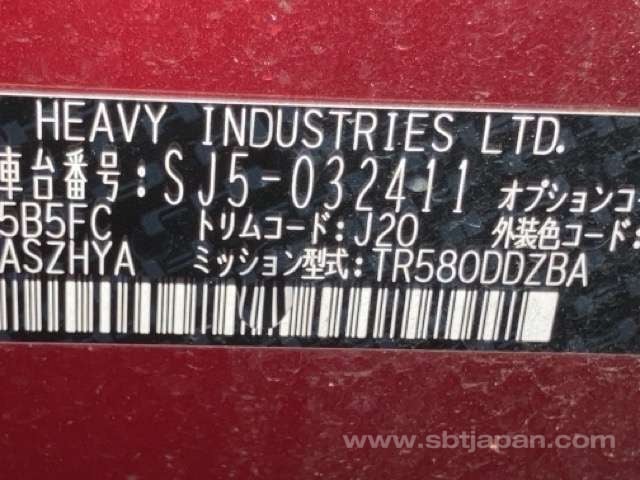 HEAVY INDUSTRIES LTD.
車台番号:SJ5-032411 オプションコ
5B5FC トリムコード:J20 外装色コード:
ASZHYA ミッション型式:TR580DDZBA
www.sbtjapan.com